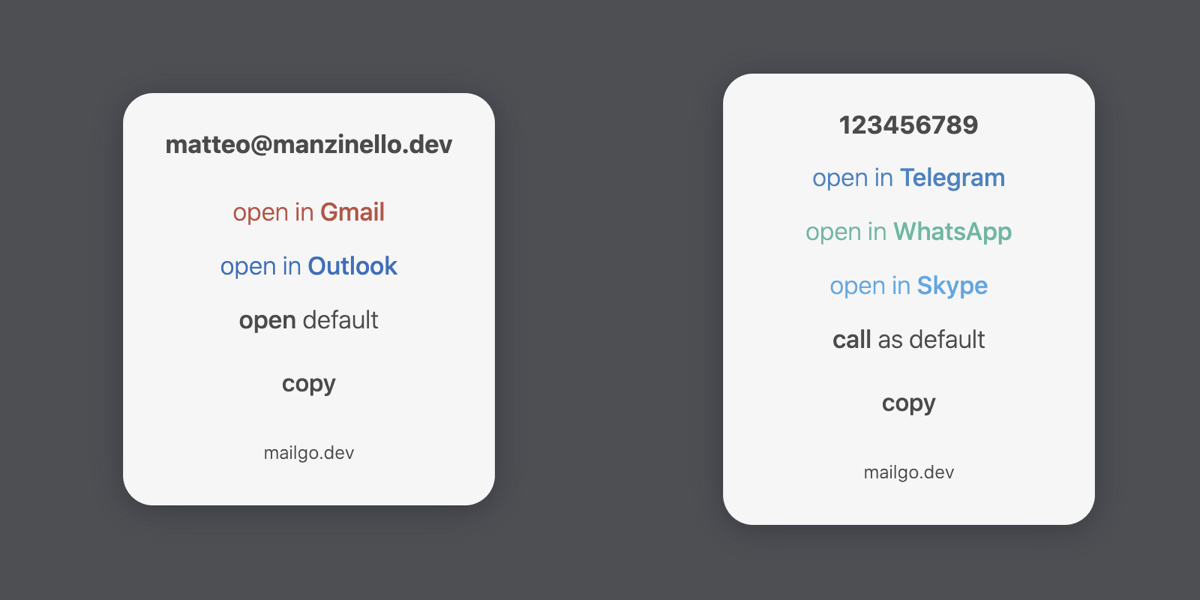 matteo@manzinello.dev
open in Gmail
open in Outlook
open default
copy
mailgo.dev
123456789
open in Telegram
open in WhatsApp
open in Skype
call as default
copy
mailgo.dev